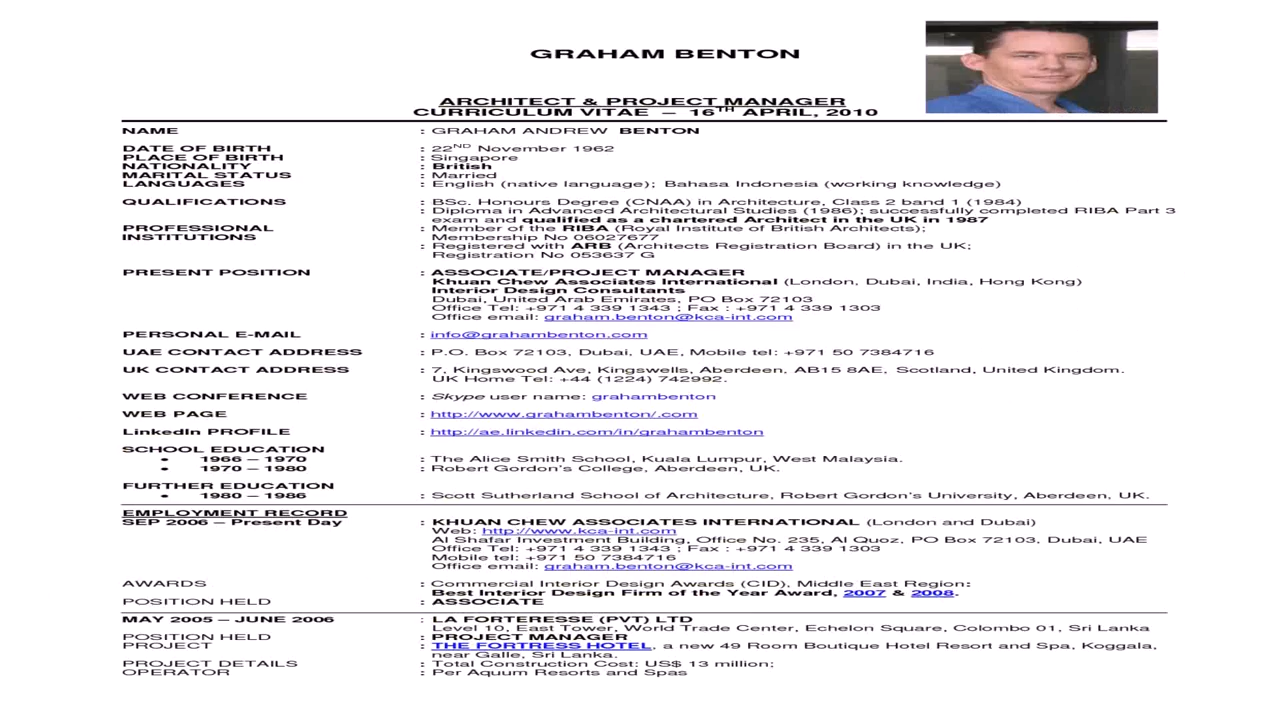 GRAHAM BENTON
ARCHITECT & PROJECT MANAGER
CURRICULUM VITAE – 16TH APRIL, 2010
NAME : GRAHAM ANDREW BENTON
DATE OF BIRTH : 22ND November 1962
PLACE OF BIRTH : Singapore
NATIONALITY : British
MARITAL STATUS : Married
LANGUAGES : English (native language); Bahasa Indonesia (working knowledge)
QUALIFICATIONS : BSc. Honours Degree (CNAA) in Architecture, Class 2 band 1 (1984)
: Diploma in Advanced Architectural Studies (1986); successfully completed RIBA Part 3
exam and qualified as a chartered Architect in the UK in 1987
PROFESSIONAL : Member of the RIBA (Royal Institute of British Architects);
INSTITUTIONS Membership No 06027677
: Registered with ARB (Architects Registration Board) in the UK;
Registration No 053637 G
PRESENT POSITION : ASSOCIATE/PROJECT MANAGER
Khuan Chew Associates International (London, Dubai, India, Hong Kong)
Interior Design Consultants
Dubai, United Arab Emirates, PO Box 72103
Office Tel: +971 4 339 1343 ; Fax : +971 4 339 1303
Office email: graham.benton@kca-int.com
PERSONAL E-MAIL : info@grahambenton.com
UAE CONTACT ADDRESS : P.O. Box 72103, Dubai, UAE, Mobile tel: +971 50 7384716
UK CONTACT ADDRESS : 7, Kingswood Ave, Kingswells, Aberdeen, AB15 8AE, Scotland, United Kingdom.
UK Home Tel: +44 (1224) 742992.
WEB CONFERENCE : Skype user name: grahambenton
WEB PAGE : http://www.grahambenton/.com
LinkedIn PROFILE : http://ae.linkedin.com/in/grahambenton
SCHOOL EDUCATION
• 1966 – 1970 : The Alice Smith School, Kuala Lumpur, West Malaysia.
• 1970 – 1980 : Robert Gordon's College, Aberdeen, UK.
FURTHER EDUCATION
• 1980 – 1986 : Scott Sutherland School of Architecture, Robert Gordon's University, Aberdeen, UK.
EMPLOYMENT RECORD
SEP 2006 – Present Day : KHUAN CHEW ASSOCIATES INTERNATIONAL (London and Dubai)
Web: http://www.kca-int.com
Al Shafar Investment Building, Office No. 235, Al Quoz, PO Box 72103, Dubai, UAE
Office Tel: +971 4 339 1343 ; Fax : +971 4 339 1303
Mobile tel: +971 50 7384716
Office email: graham.benton@kca-int.com
AWARDS : Commercial Interior Design Awards (CID), Middle East Region:
Best Interior Design Firm of the Year Award, 2007 & 2008.
POSITION HELD : ASSOCIATE
MAY 2005 – JUNE 2006 : LA FORTERESSE (PVT) LTD
Level 10, East Tower, World Trade Center, Echelon Square, Colombo 01, Sri Lanka
POSITION HELD : PROJECT MANAGER
PROJECT : THE FORTRESS HOTEL, a new 49 Room Boutique Hotel Resort and Spa, Koggala,
near Galle, Sri Lanka.
PROJECT DETAILS : Total Construction Cost: US$ 13 million;
OPERATOR : Per Aquum Resorts and Spas